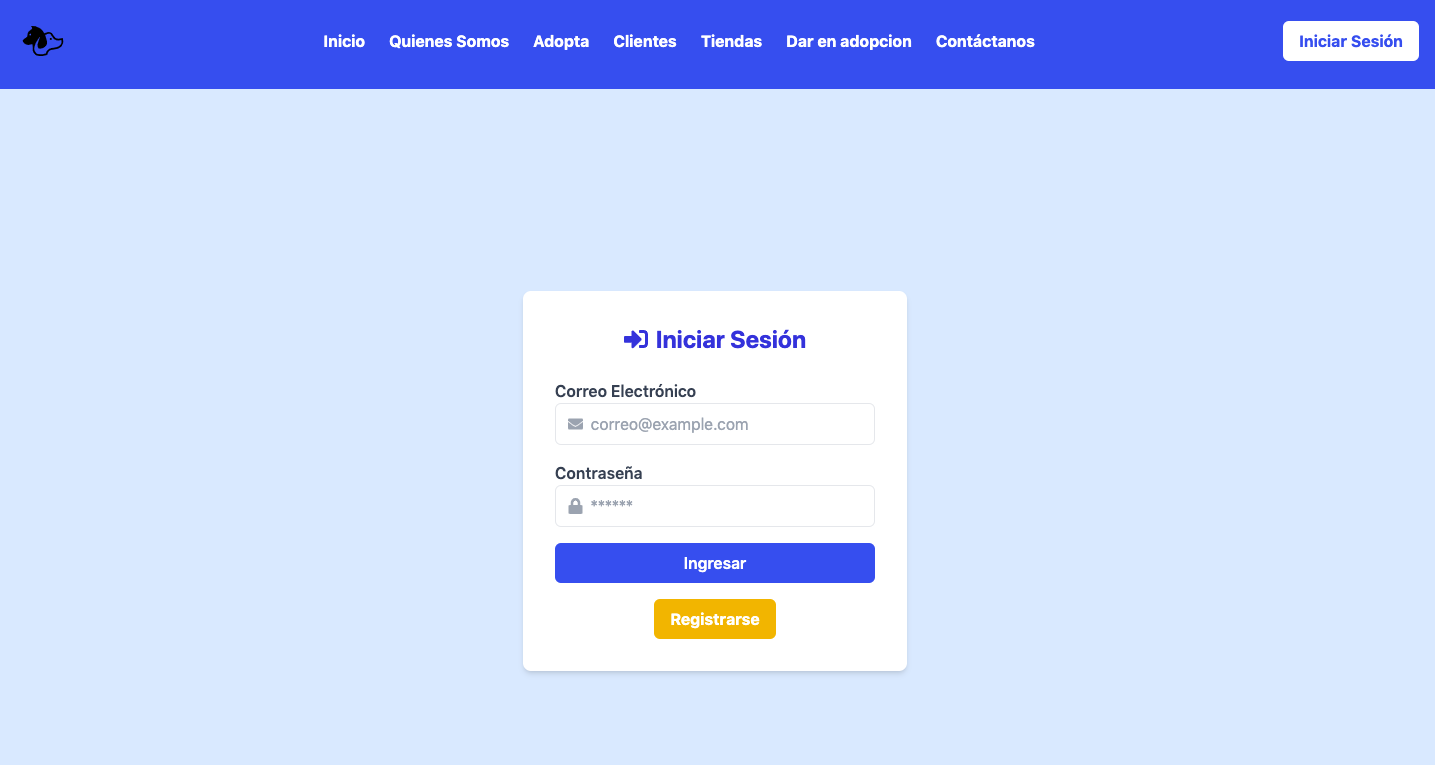 Inicio Quienes Somos Adopta Clientes Tiendas Dar en adopcion Contáctanos Iniciar Sesión
Iniciar Sesión
Correo Electrónico
correo@example.com
Contraseña
******
Ingresar
Registrarse